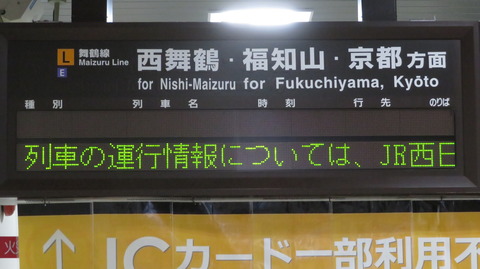 L 舞鶴線 西舞鶴・福知山・京都 方面
E Maizuru Line for Nishi-Maizuru for Fukuchiyama, Kyōto
種別 列車名 時刻 行先 のりば
列車の運行情報については、JR西日
火
↑ ICカード一部利用不